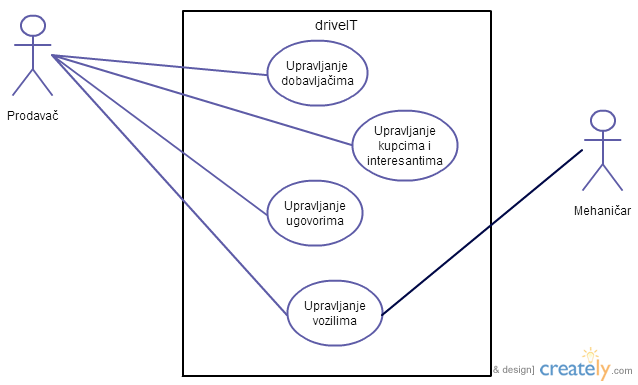 driveIT
Upravljanje
dobavljačima
Prodavač
Upravljanje
kupcima i
interesantima
Mehaničar
Upravljanje
ugovorima
Upravljanje
vozilima
& design]
creately.com